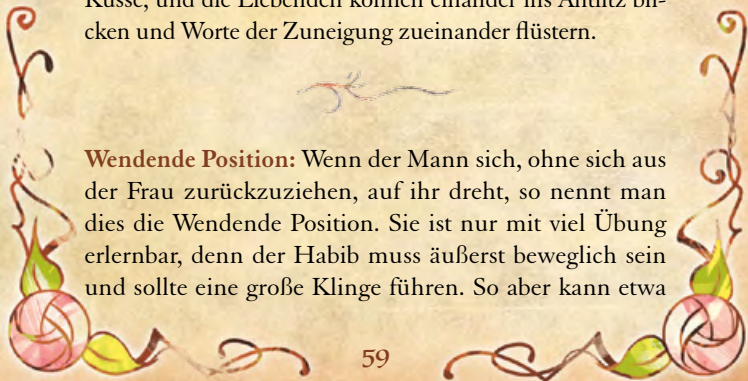 Küsse, und die Liebenden können einander ins Antlitz bli-
cken und Worte der Zuneigung zueinander flüstern.
Wendende Position: Wenn der Mann sich, ohne sich aus
der Frau zurückzuziehen, auf ihr dreht, so nennt man
dies die Wendende Position. Sie ist nur mit viel Übung
erlernbar, denn der Habib muss äußerst beweglich sein
und sollte eine große Klinge führen. So aber kann etwa
59